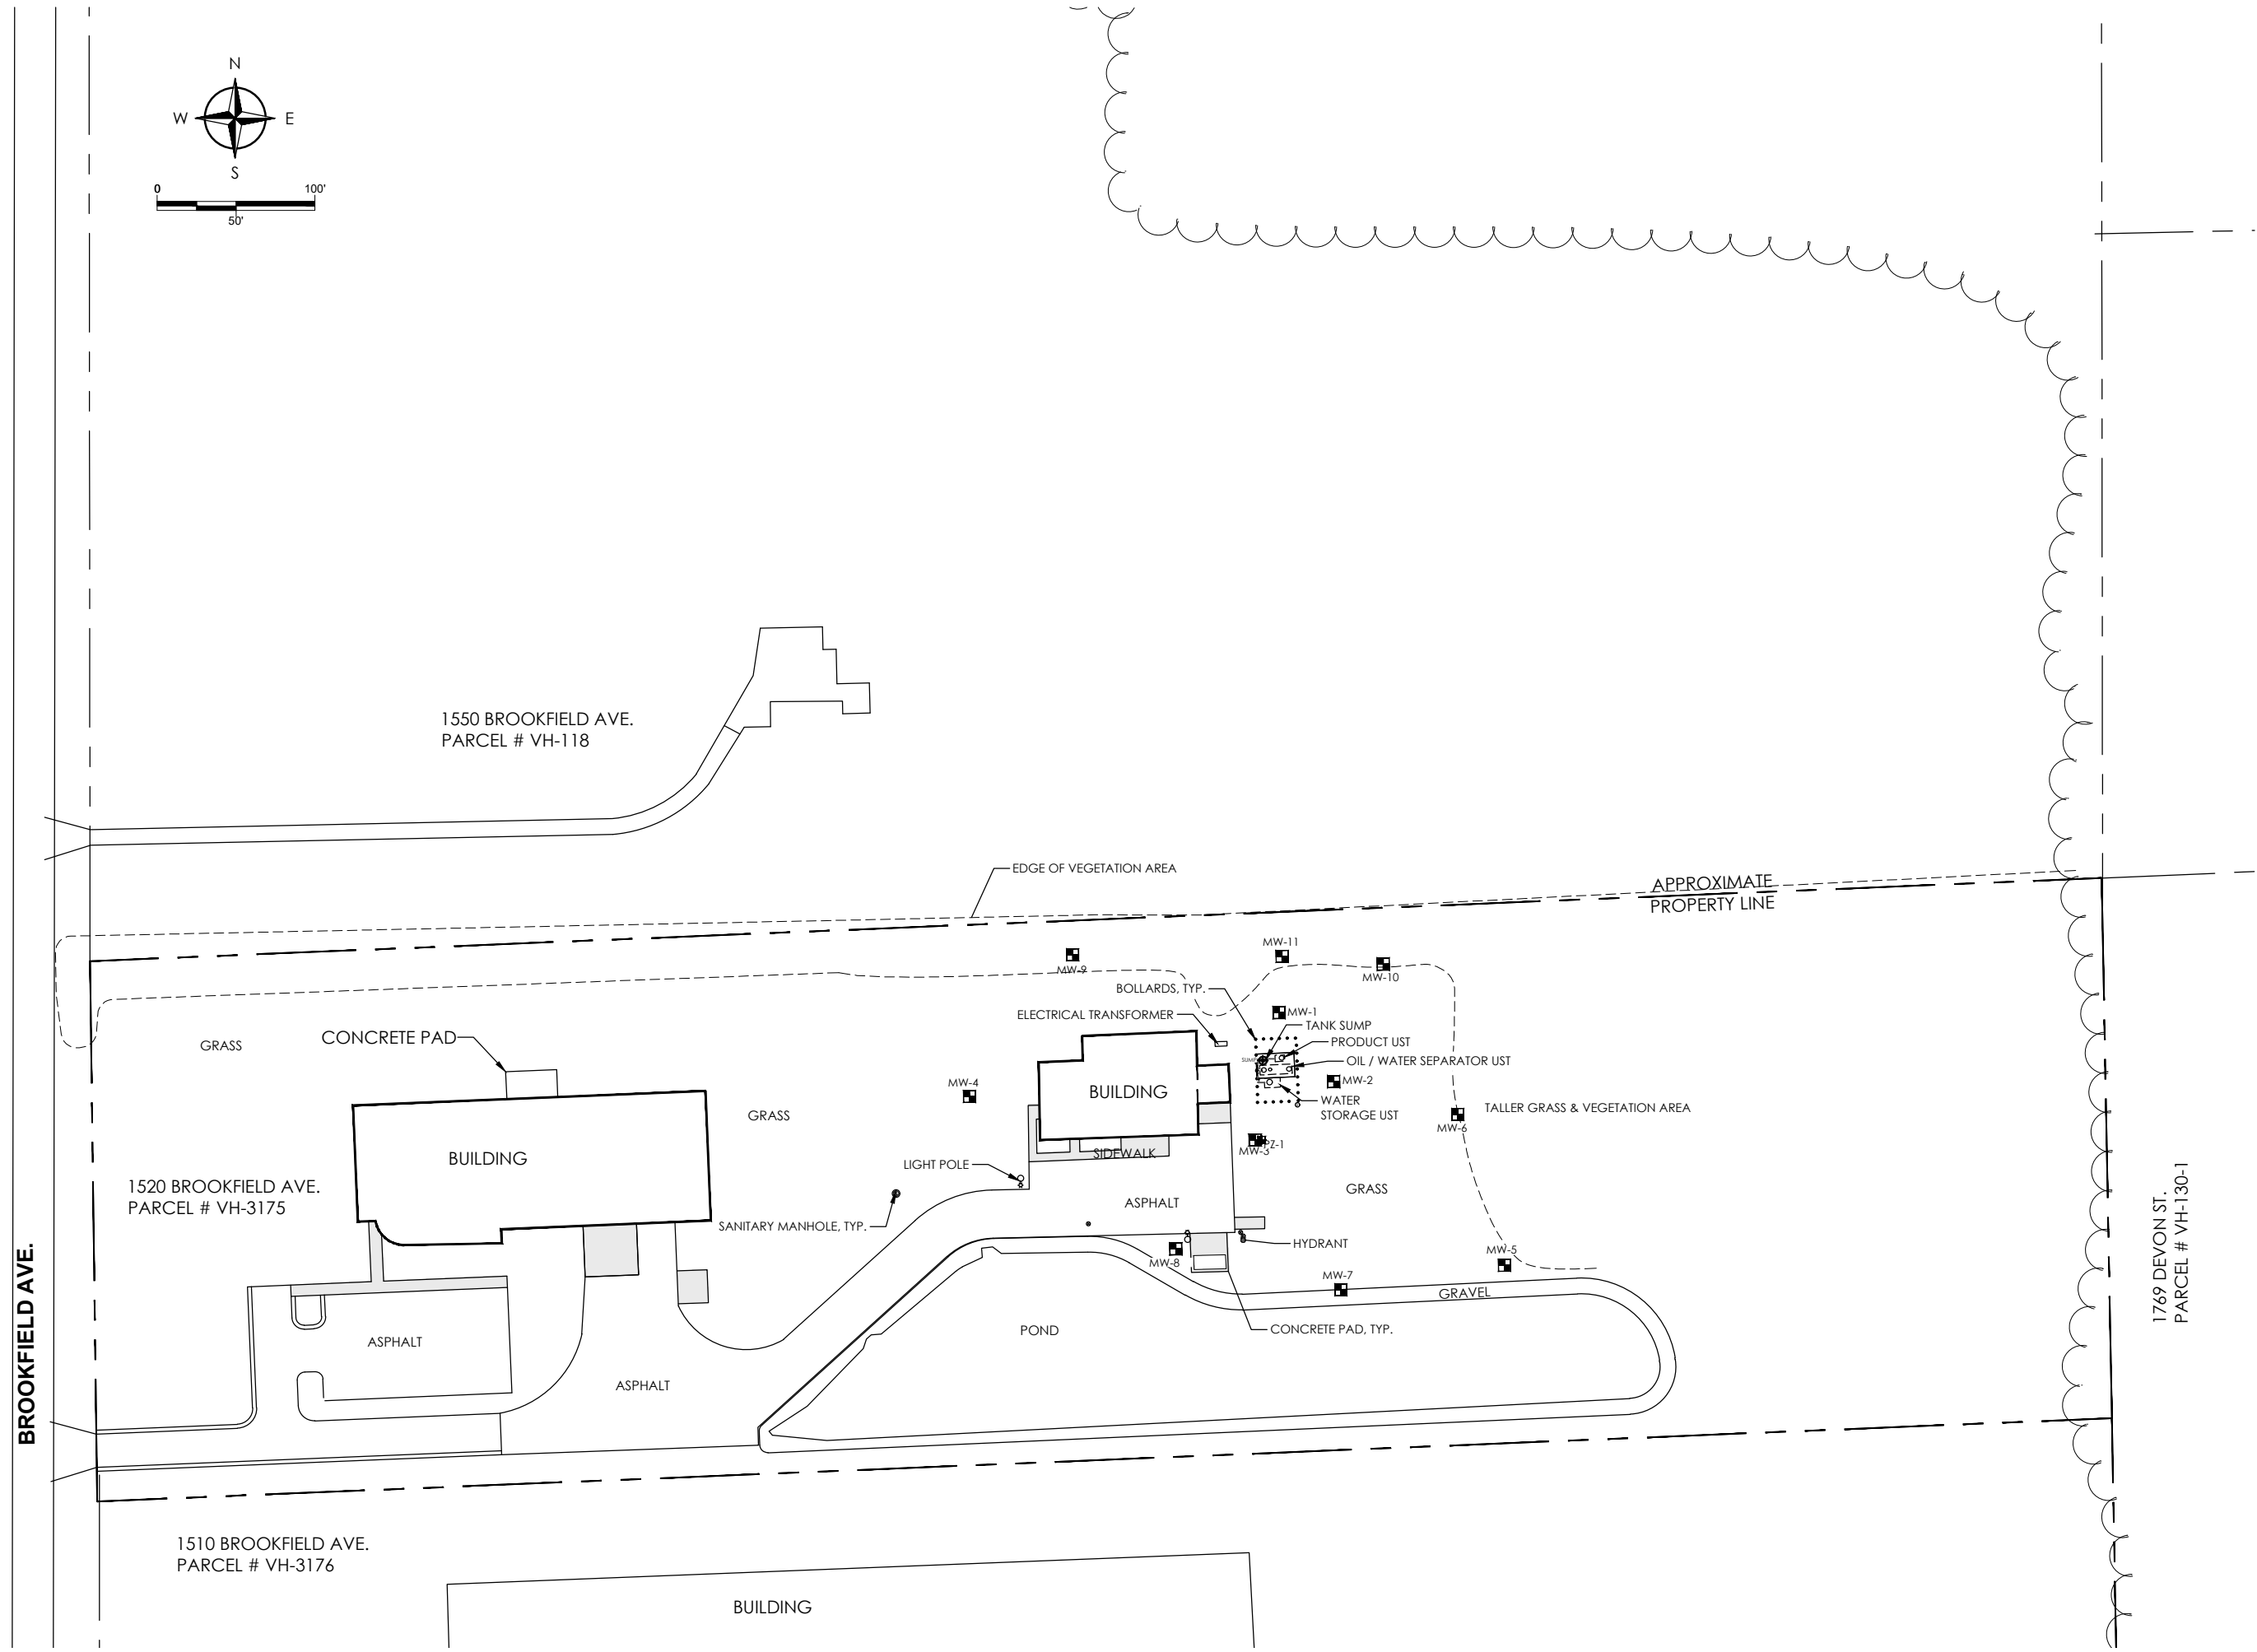 N
W
E
S
0
100'
50'
1550 BROOKFIELD AVE.
PARCEL # VH-118
EDGE OF VEGETATION AREA
APPROXIMATE
PROPERTY LINE
MW-11
MW-9
MW-10
BOLLARDS, TYP.
MW-1
ELECTRICAL TRANSFORMER
TANK SUMP
CONCRETE PAD
GRASS
PRODUCT UST
SUMP
OIL / WATER SEPARATOR UST
MW-4
BUILDING
MW-2
WATER
STORAGE UST
TALLER GRASS & VEGETATION AREA
GRASS
MW-6
PZ-1
MW-3
BUILDING
SIDEWALK
LIGHT POLE
1520 BROOKFIELD AVE.
PARCEL # VH-3175
GRASS
ASPHALT
SANITARY MANHOLE, TYP.
HYDRANT
MW-5
MW-8
MW-7
GRAVEL
1769 DEVON ST.
PARCEL # VH-130-1
BROOKFIELD AVE.
POND
CONCRETE PAD, TYP.
ASPHALT
ASPHALT
1510 BROOKFIELD AVE.
PARCEL # VH-3176
BUILDING